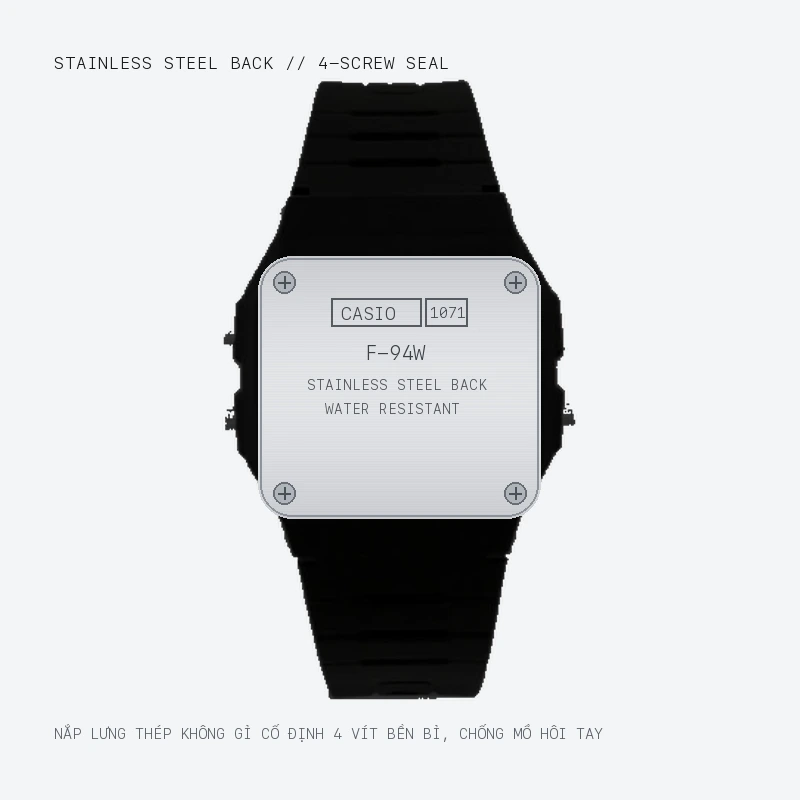 STAINLESS STEEL BACK // 4-SCREW SEAL
CASIO 1071
F-94W
STAINLESS STEEL BACK
WATER RESISTANT
NẮP LƯNG THÉP KHÔNG GỈ CỐ ĐỊNH 4 VÍT BỀN BỈ, CHỐNG MỒ HÔI TAY